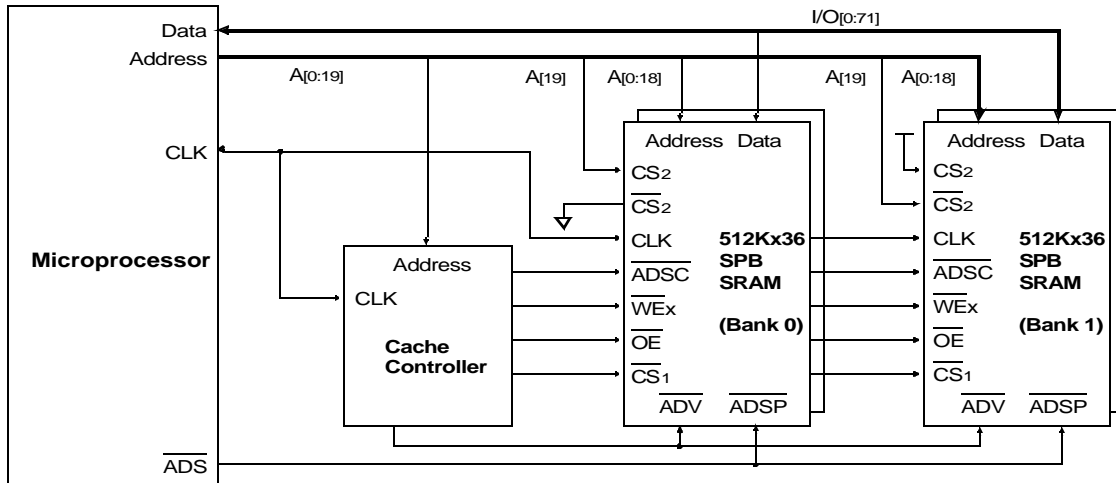 I/O[0:71]
Data
Address
A[0:19]
A[19]
A[0:18]
A[19]
A[0:18]
CLK
Microprocessor
ADS
Address
CLK
Cache
Controller
Address Data
CS2
CS2
CLK
ADSC
WEx
OE
CS1
ADV ADSP
512Kx36
SPB
SRAM
(Bank 0)
Address Data
CS2
CS2
CLK
ADSC
WEx
OE
CS1
ADV ADSP
512Kx36
SPB
SRAM
(Bank 1)